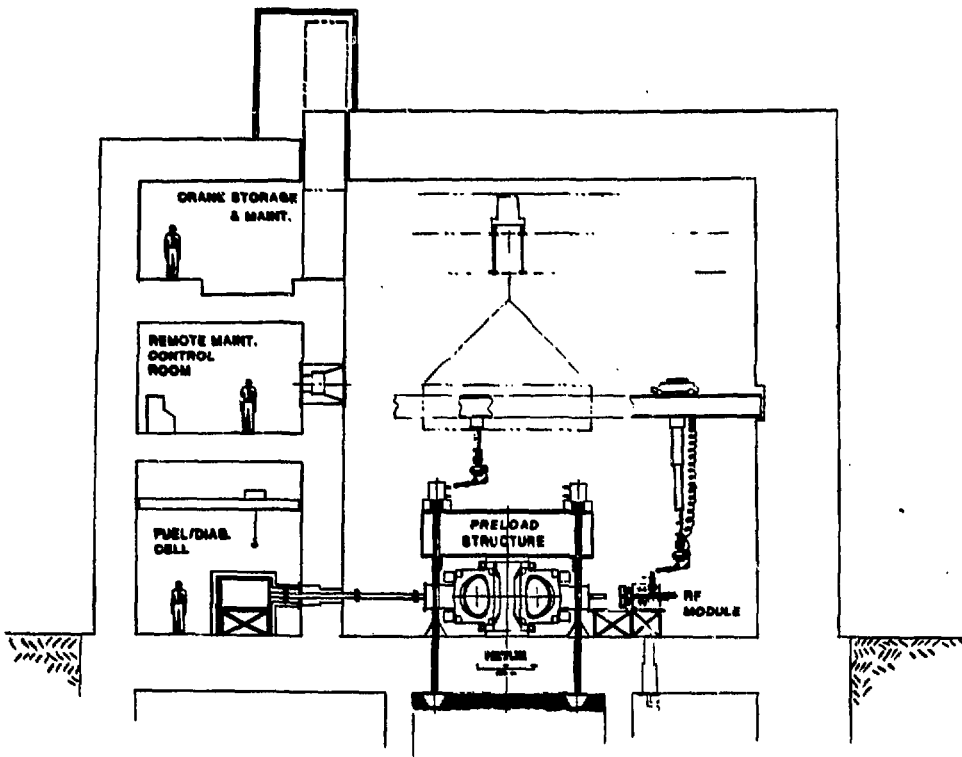 CRANE STORAGE
& MAINT.
REMOTE MAINT.
CONTROL
ROOM
FUEL/DIAG.
CELL
PRELOAD
STRUCTURE
RF
MODULE